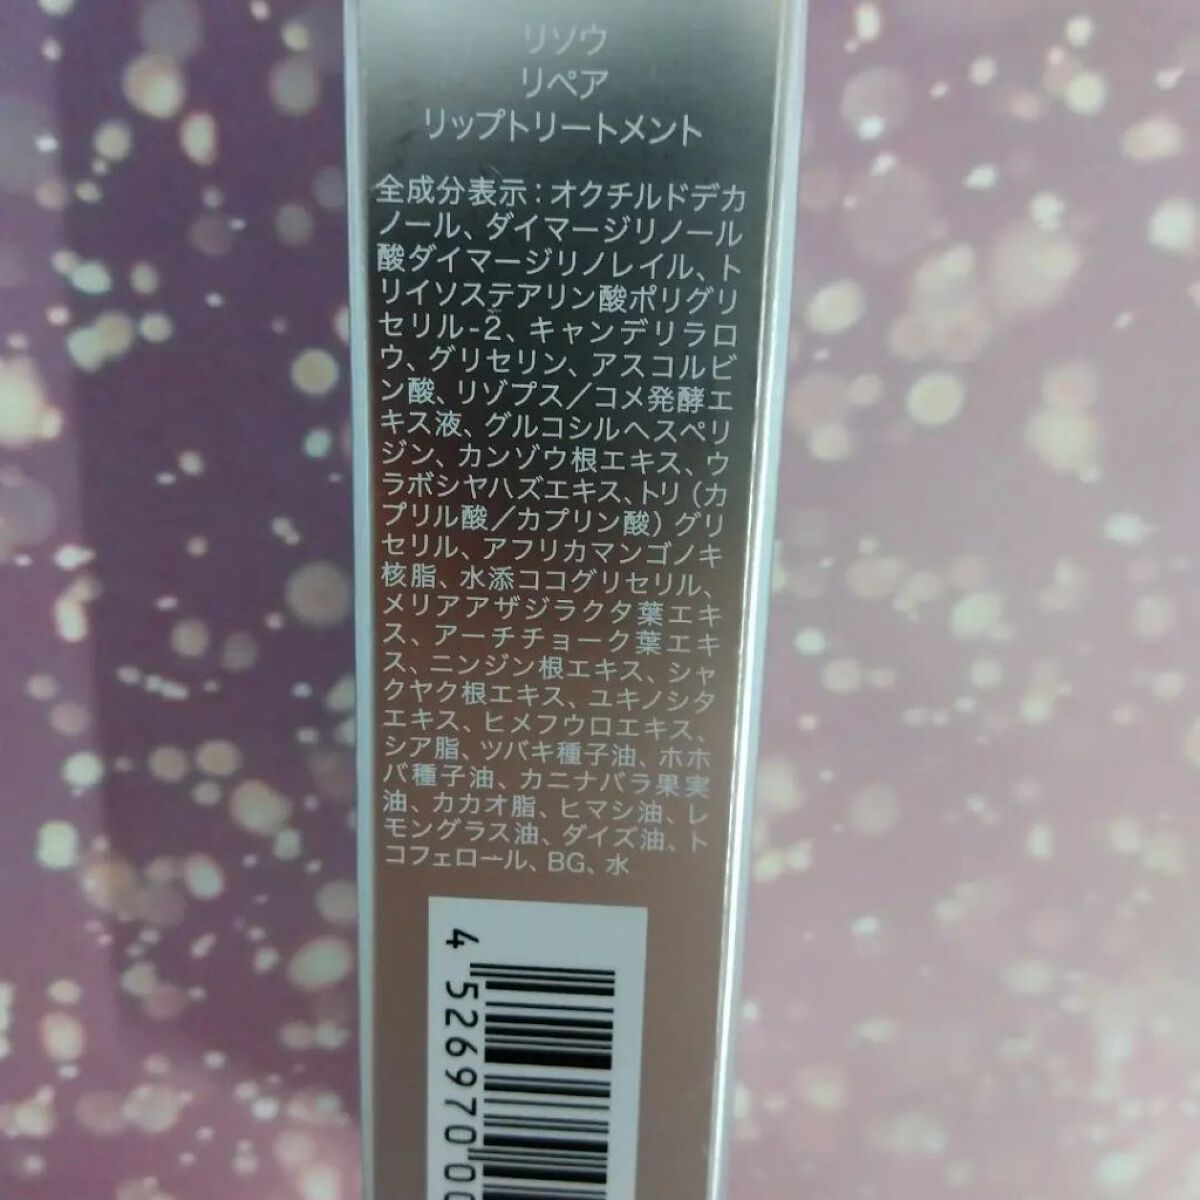 リソウ
リペア
リップトリートメント
全成分表示：オクチルドデカ
ノール、ダイマージリノール
酸ダイマージリノレイル、ト
リイソステアリン酸ポリグリ
セリル-2、キャンデリラロ
ウ、グリセリン、アスコルビ
ン酸、リゾプス／コメ発酵エ
キス液、グルコシルヘスペリ
ジン、カンゾウ根エキス、ウ
ラボシヤハズエキス、トリ（カ
プリル酸／カプリン酸）グリ
セリル、アフリカマンゴノキ
核脂、水添ココグリセリル、
メリアアザジラクタ葉エキ
ス、アーチチョーク葉エキ
ス、ニンジン根エキス、シャ
クヤク根エキス、ユキノシタ
エキス、ヒメフウロエキス、
シア脂、ツバキ種子油、ホホ
バ種子油、カニナバラ果実
油、カカオ脂、ヒマシ油、レ
モングラス油、ダイズ油、ト
コフェロール、BG、水
4 526970 0